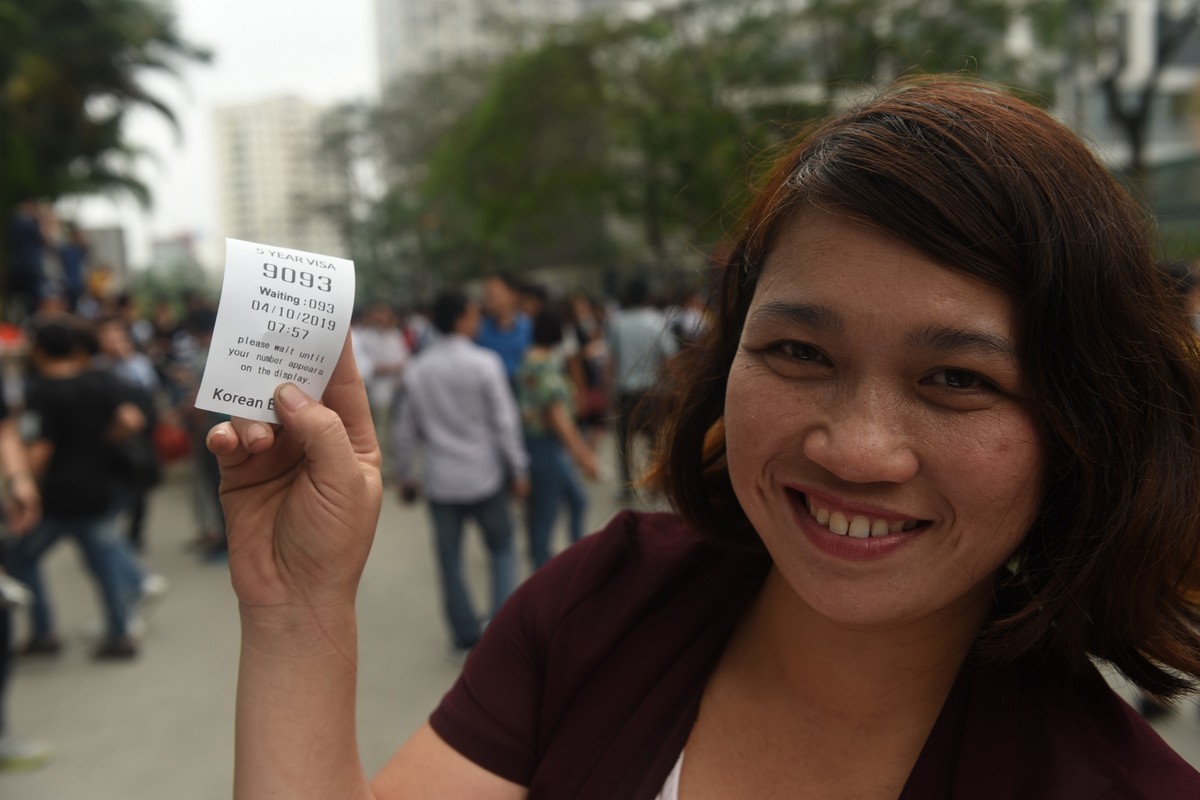 5 YEAR VISA
9093
Waiting : 093
04/10/2019
07:57
please wait until
your number appears
on the display.
Korean